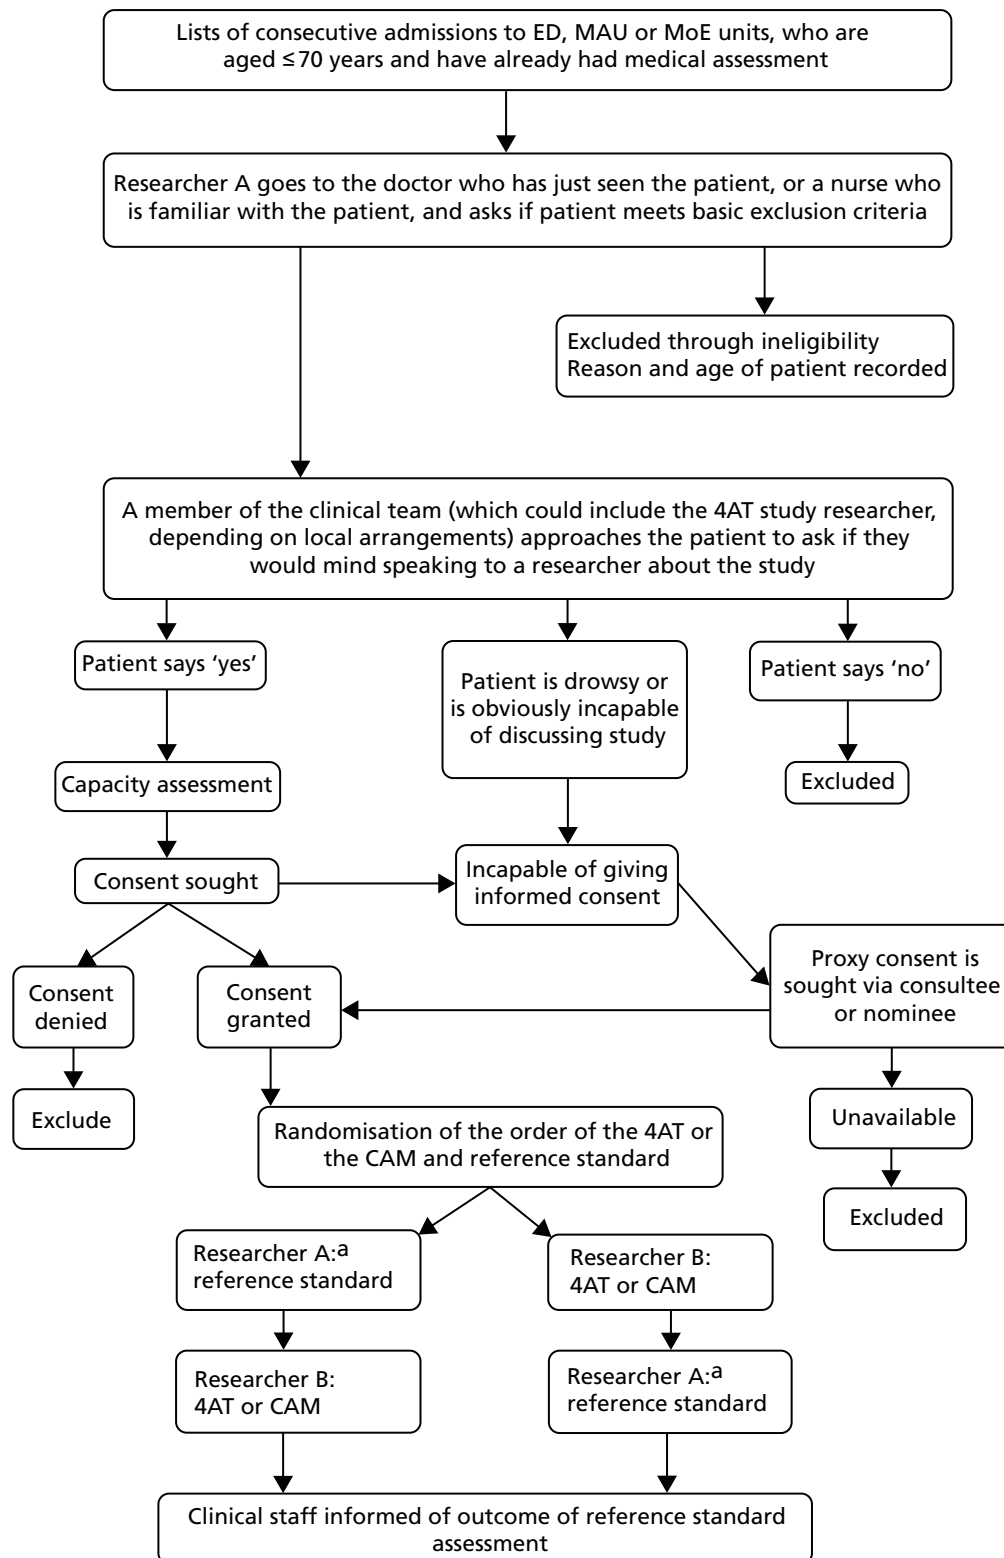 Lists of consecutive admissions to ED, MAU or MoE units, who are
aged ≤70 years and have already had medical assessment
Researcher A goes to the doctor who has just seen the patient, or a nurse who
is familiar with the patient, and asks if patient meets basic exclusion criteria
Excluded through ineligibility
Reason and age of patient recorded
A member of the clinical team (which could include the 4AT study researcher,
depending on local arrangements) approaches the patient to ask if they
would mind speaking to a researcher about the study
Patient says ‘yes’
Patient is drowsy or
is obviously incapable
of discussing study
Patient says ‘no’
Capacity assessment
Excluded
Consent sought
Incapable of giving
informed consent
Proxy consent is
sought via consultee
or nominee
Consent
denied
Consent
granted
Exclude
Unavailable
Randomisation of the order of the 4AT or
the CAM and reference standard
Excluded
Researcher A:a
reference standard
Researcher B:
4AT or CAM
Researcher B:
4AT or CAM
Researcher A:a
reference standard
Clinical staff informed of outcome of reference standard
assessment